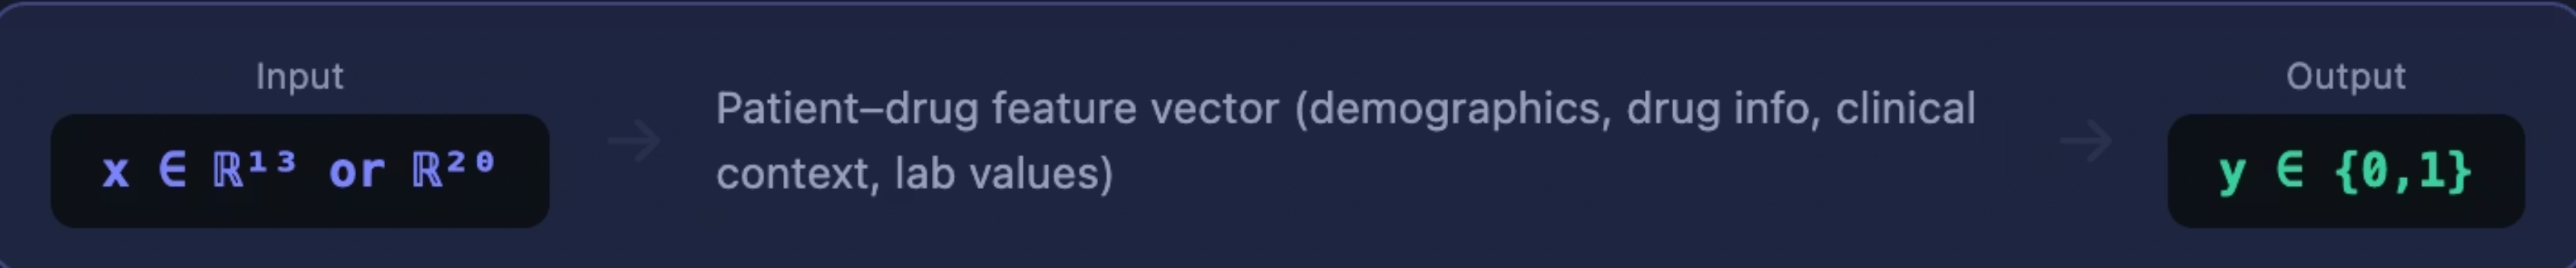 Input
x ∈ ℝ¹³ or ℝ²⁰
Patient–drug feature vector (demographics, drug info, clinical
context, lab values)
Output
y ∈ {0,1}